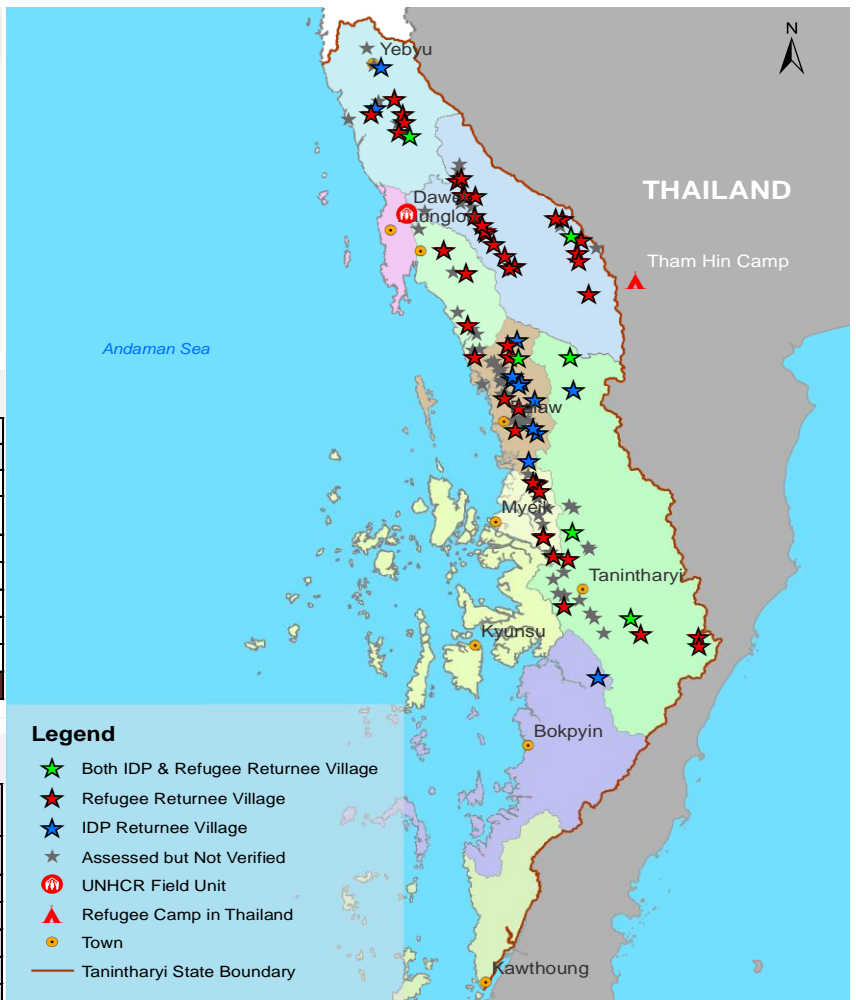 N
Yebyu
THAILAND
Dawei
Tham Hin Camp
Andaman Sea
Palaw
Myeik
Tanintharyi
Kyunsu
Bokpyin
Kawthoung
Legend
Both IDP & Refugee Returnee Village
Refugee Returnee Village
IDP Returnee Village
Assessed but Not Verified
UNHCR Field Unit
Refugee Camp in Thailand
Town
Tanintharyi State Boundary